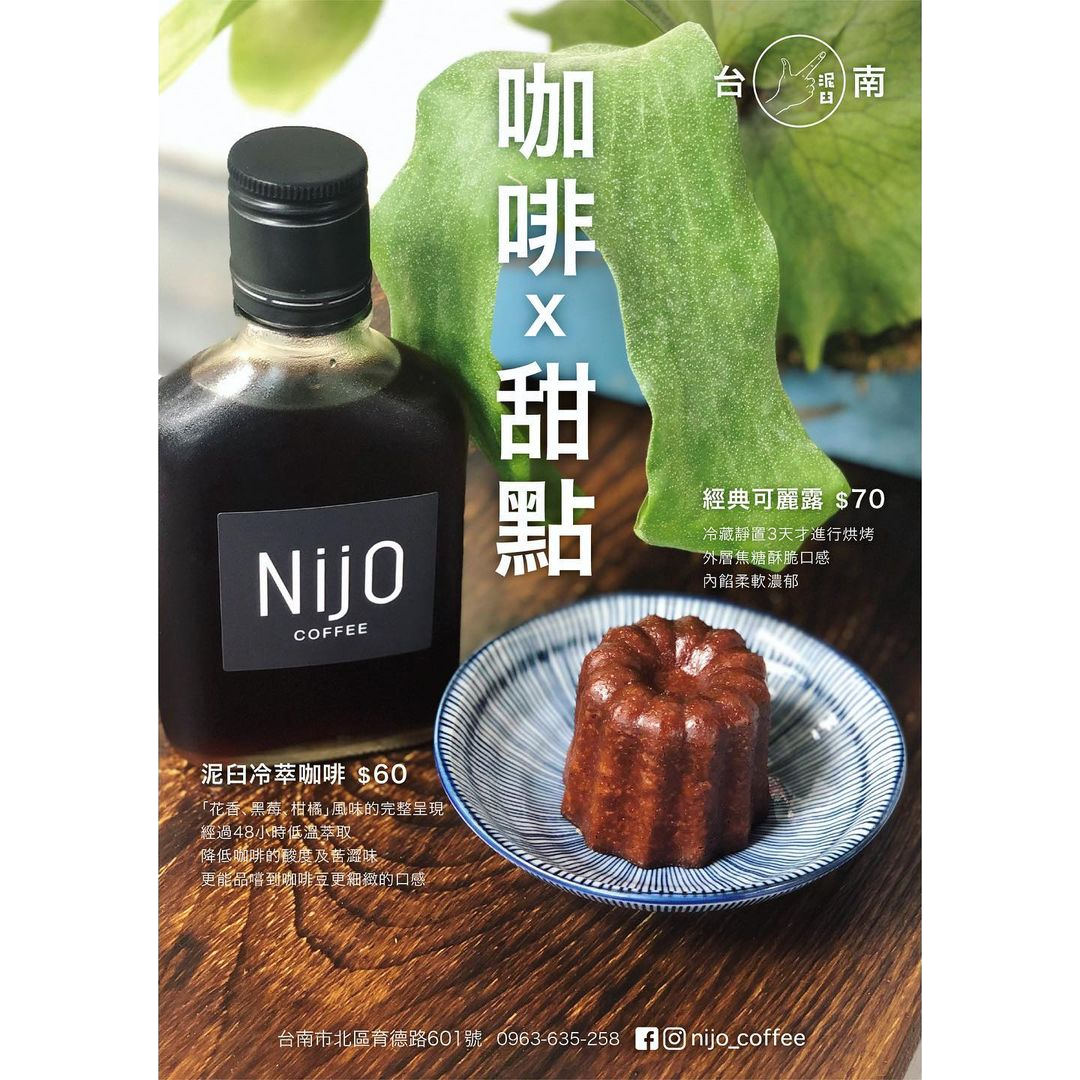 咖啡x甜點
台 泥臼 南
NijO
COFFEE
經典可麗露 $70
冷藏靜置3天才進行烘烤
外層焦糖酥脆口感
內餡柔軟濃郁
泥臼冷萃咖啡 $60
「花香、黑莓、柑橘」風味的完整呈現
經過48小時低溫萃取
降低咖啡的酸度及苦澀味
更能品嚐到咖啡豆更細緻的口感
台南市北區育德路601號 0963-635-258 nijo_coffee